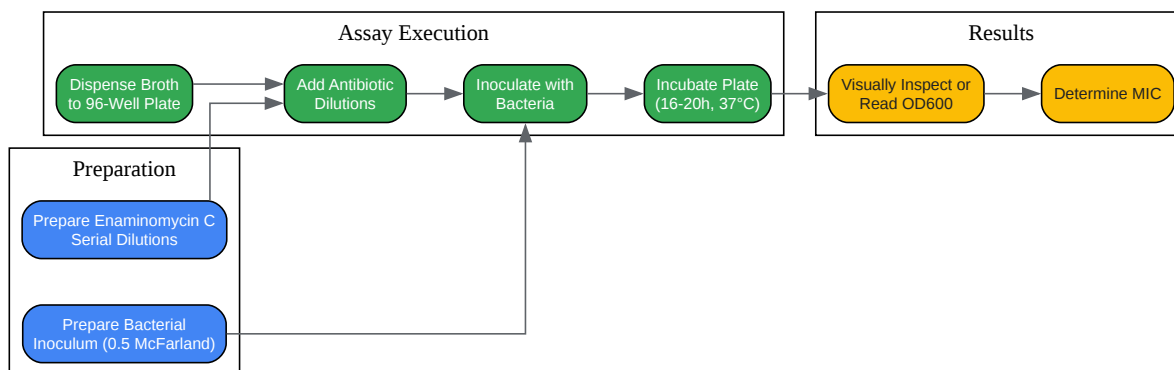 Assay Execution
Dispense Broth
to 96-Well Plate
Add Antibiotic
Dilutions
Inoculate with
Bacteria
Incubate Plate
(16-20h, 37°C)
Results
Visually Inspect or
Read OD600
Determine MIC
Preparation
Prepare Enaminomycin C
Serial Dilutions
Prepare Bacterial
Inoculum (0.5 McFarland)